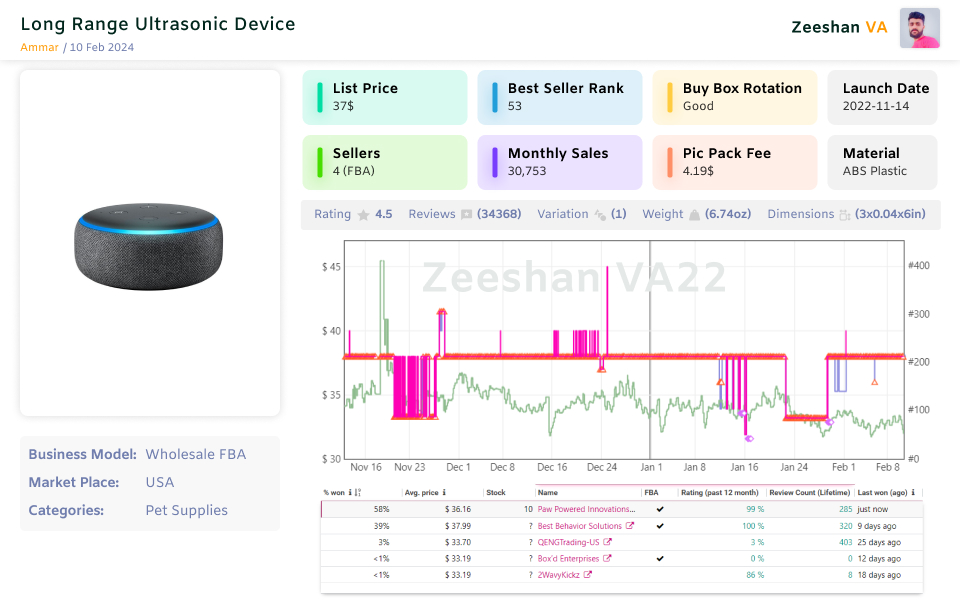 Long Range Ultrasonic Device
Ammar / 10 Feb 2024
Zeeshan VA
List Price
37$
Best Seller Rank
53
Buy Box Rotation
Good
Launch Date
2022-11-14
Sellers
4 (FBA)
Monthly Sales
30,753
Pic Pack Fee
4.19$
Material
ABS Plastic
Rating 4.5 Reviews (34368) Variation (1) Weight (6.74oz) Dimensions (3x0.04x6in)
Zeeshan VA22
$ 45
$ 40
$ 35
$ 30
#400
#300
#200
#100
#0
Nov 16 Nov 23 Dec 1 Dec 8 Dec 16 Dec 24 Jan 1 Jan 8 Jan 16 Jan 24 Feb 1 Feb 8
Business Model: Wholesale FBA
Market Place: USA
Categories: Pet Supplies
% won Avg. price Stock Name FBA Rating (past 12 month) Review Count (Lifetime) Last won (ago)
58% $ 36.16 10 Paw Powered Innovations... ✔ 99 % 285 just now
39% $ 37.99 ? Best Behavior Solutions ✔ 100 % 320 9 days ago
3% $ 33.70 ? QENGTrading-US 3 % 403 25 days ago
<1% $ 33.19 ? Box'd Enterprises ✔ 0 % 0 12 days ago
<1% $ 33.19 ? 2WavyKickz 86 % 8 18 days ago